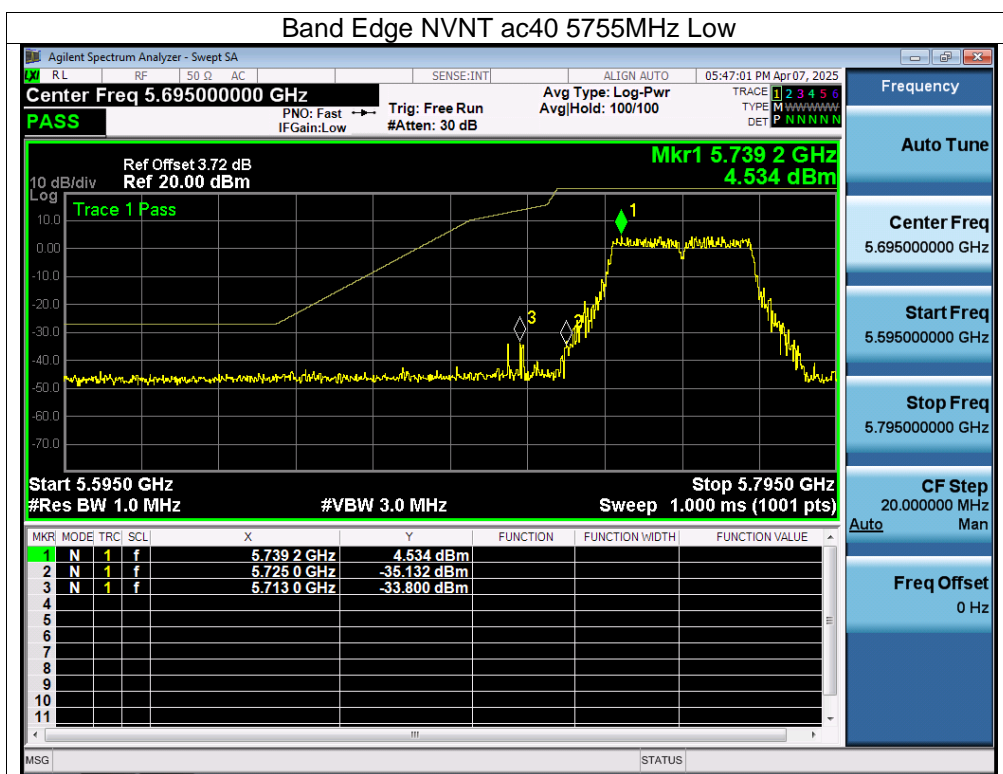 Band Edge NVNT ac40 5755MHz Low
Agilent Spectrum Analyzer - Swept SA
LXI RL RF 50 Ω AC SENSE:INT ALIGN AUTO 05:47:01 PM Apr 07, 2025
Center Freq 5.695000000 GHz
PASS
PNO: Fast
IFGain:Low
Trig: Free Run
#Atten: 30 dB
Avg Type: Log-Pwr
Avg|Hold: 100/100
TRACE 1 2 3 4 5 6
TYPE M WWWWW
DET P N N N N N
Mkr1 5.739 2 GHz
4.534 dBm
Ref Offset 3.72 dB
10 dB/div Ref 20.00 dBm
Log
Trace 1 Pass
10.0
0.00
-10.0
-20.0
-30.0
-40.0
-50.0
-60.0
-70.0
1
2
3
Start 5.5950 GHz Stop 5.7950 GHz
#Res BW 1.0 MHz #VBW 3.0 MHz Sweep 1.000 ms (1001 pts)
MKR MODE TRC SCL X Y FUNCTION FUNCTION WIDTH FUNCTION VALUE
1 N 1 f 5.739 2 GHz 4.534 dBm
2 N 1 f 5.725 0 GHz -35.132 dBm
3 N 1 f 5.713 0 GHz -33.800 dBm
4
5
6
7
8
9
10
11
MSG STATUS
Frequency
Auto Tune
Center Freq
5.695000000 GHz
Start Freq
5.595000000 GHz
Stop Freq
5.795000000 GHz
CF Step
20.000000 MHz
Auto Man
Freq Offset
0 Hz